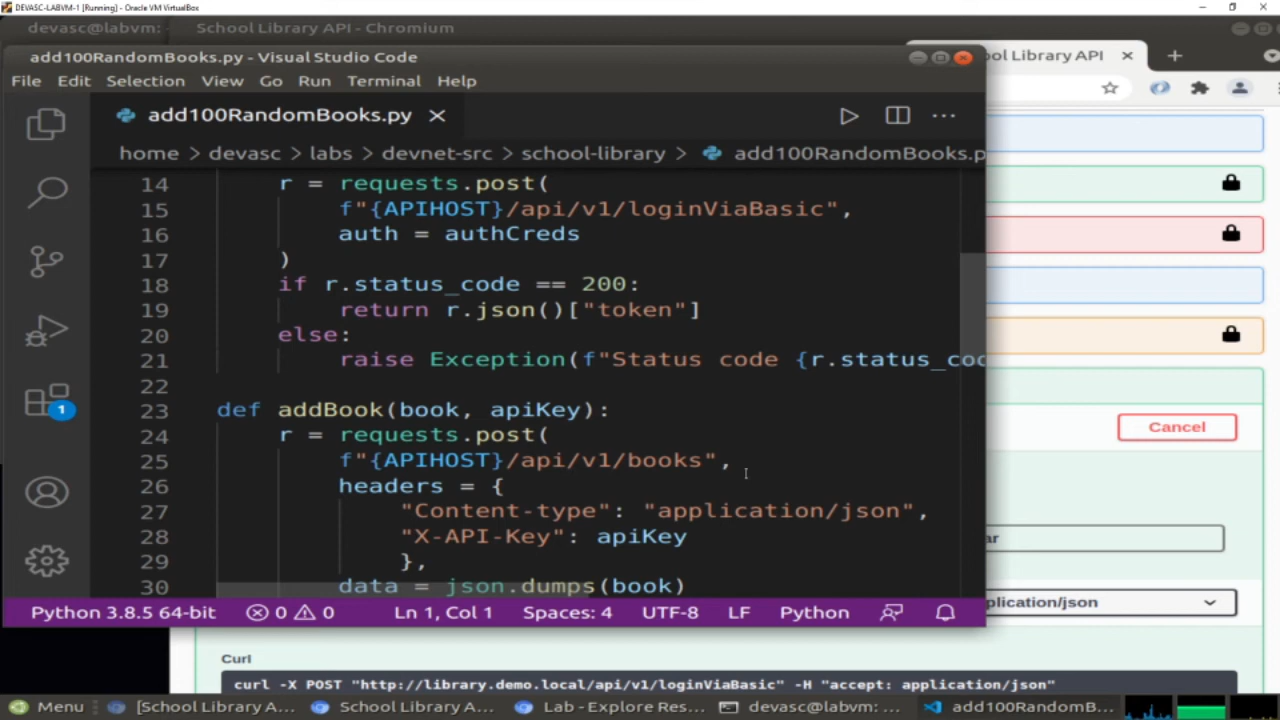 DEVASC-LABVM-1 [Running] - Oracle VM VirtualBox
devasc@labvm:
School Library API - Chromium
add100RandomBooks.py - Visual Studio Code
ool Library API
File Edit Selection View Go Run Terminal Help
add100RandomBooks.py
home > devasc > labs > devnet-src > school-library > add100RandomBooks.p
14 r = requests.post(
15 f"{APIHOST}/api/v1/loginViaBasic",
16 auth = authCreds
17 )
18 if r.status_code == 200:
19 return r.json()["token"]
20 else:
21 raise Exception(f"Status code {r.status_cod
22
23 def addBook(book, apiKey):
24 r = requests.post(
25 f"{APIHOST}/api/v1/books",
26 headers = {
27 "Content-type": "application/json",
28 "X-API-Key": apiKey
29 },
30 data = json.dumps(book)
1
Cancel
ar
plication/json
Python 3.8.5 64-bit 0 0 Ln 1, Col 1 Spaces: 4 UTF-8 LF Python
Curl
curl -X POST "http://library.demo.local/api/v1/loginViaBasic" -H "accept: application/json"
Menu [School Library A... School Library A... Lab - Explore Res... devasc@labvm: ... add100RandomB...